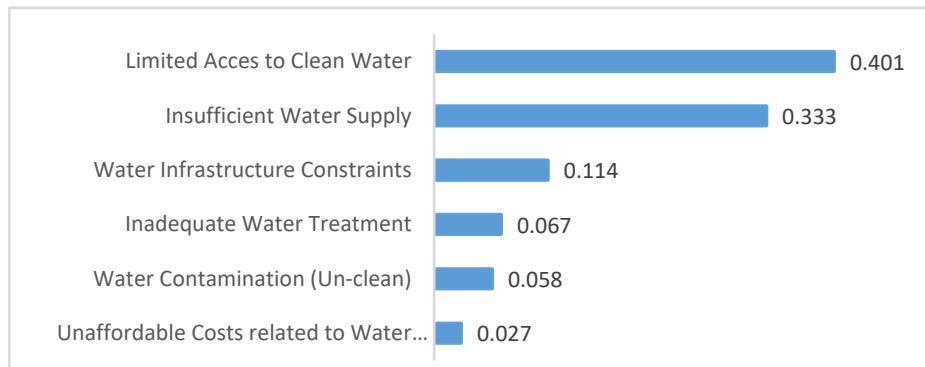 Limited Acces to Clean Water 0.401
Insufficient Water Supply 0.333
Water Infrastructure Constraints 0.114
Inadequate Water Treatment 0.067
Water Contamination (Un-clean) 0.058
Unaffordable Costs related to Water... 0.027